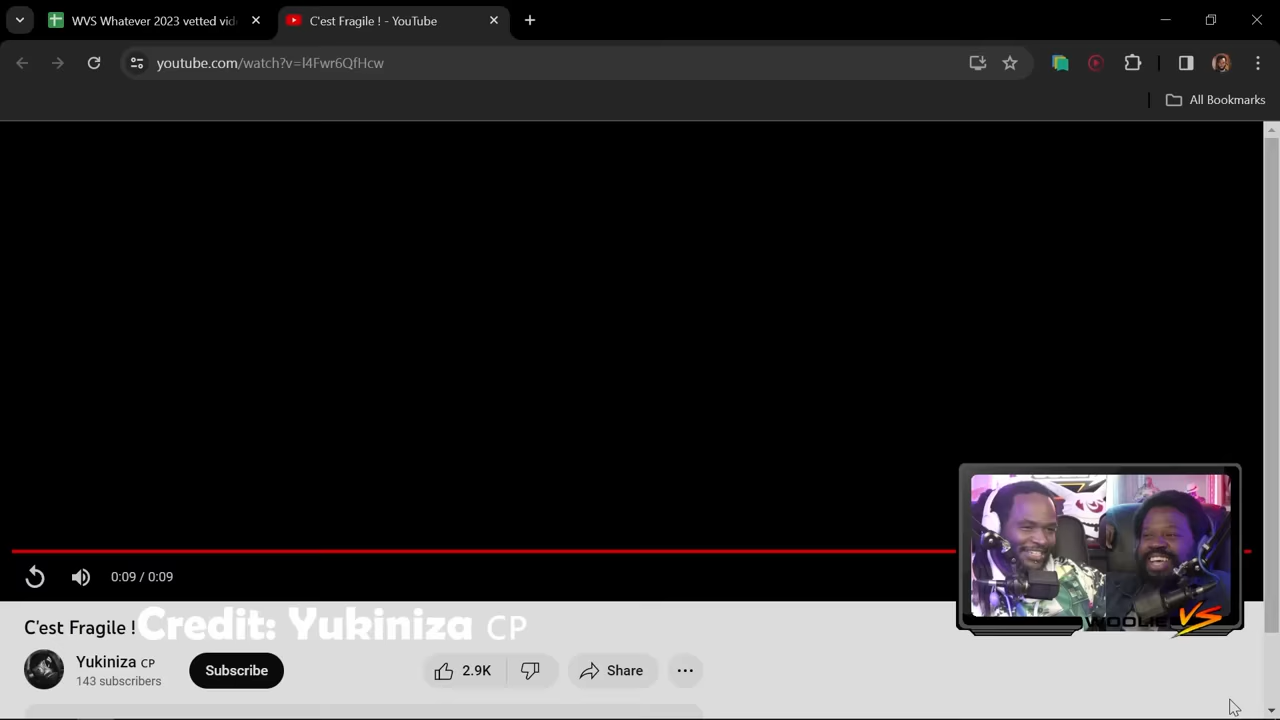 WVS Whatever 2023 vetted vid
C'est Fragile ! - YouTube
youtube.com/watch?v=l4Fwr6QfHcw
All Bookmarks
0:09 / 0:09
WOOLIE VS
C'est Fragile !
Credit: Yukiniza CP
Yukiniza CP
143 subscribers
Subscribe
2.9K
Share